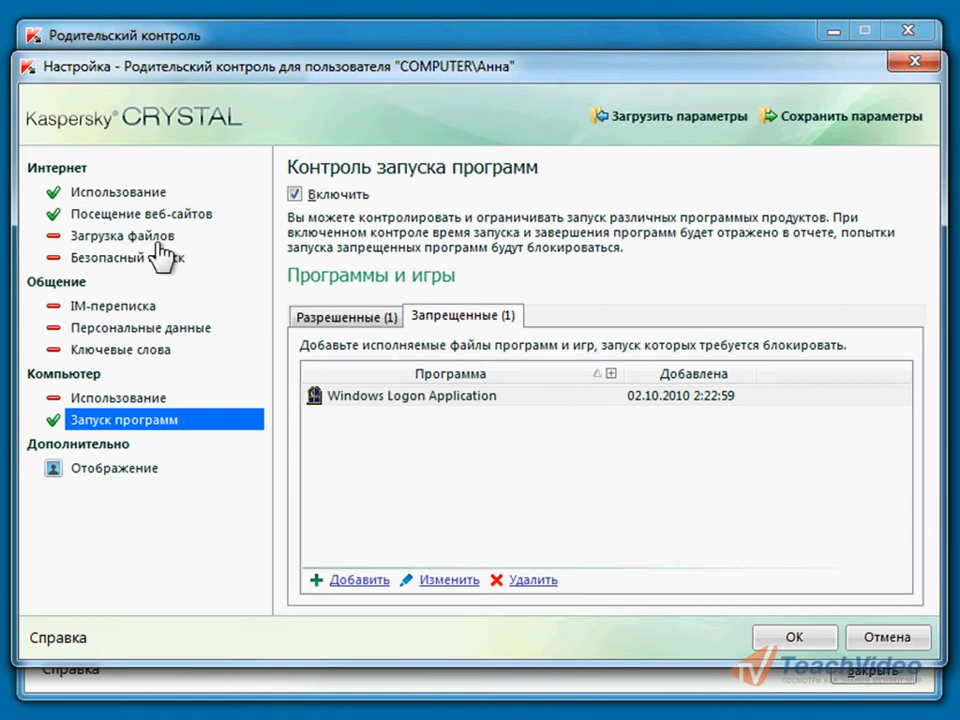 Родительский контроль
Настройка - Родительский контроль для пользователя "COMPUTER\Анна"
Kaspersky CRYSTAL
Загрузить параметры
Сохранить параметры
Интернет
Использование
Посещение веб-сайтов
Загрузка файлов
Безопасный
Общение
IM-переписка
Персональные данные
Ключевые слова
Компьютер
Использование
Запуск программ
Дополнительно
Отображение
Контроль запуска программ
Включить
Вы можете контролировать и ограничивать запуск различных программных продуктов. При
включенном контроле время запуска и завершения программ будет отражено в отчете, попытки
запуска запрещенных программ будут блокироваться.
Программы и игры
Разрешенные (1)
Запрещенные (1)
Добавьте исполняемые файлы программ и игр, запуск которых требуется блокировать.
Программа
Добавлена
Windows Logon Application
02.10.2010 2:22:59
Добавить
Изменить
Удалить
Справка
OK
Отмена
Справка
Закрыть
TeachVideo